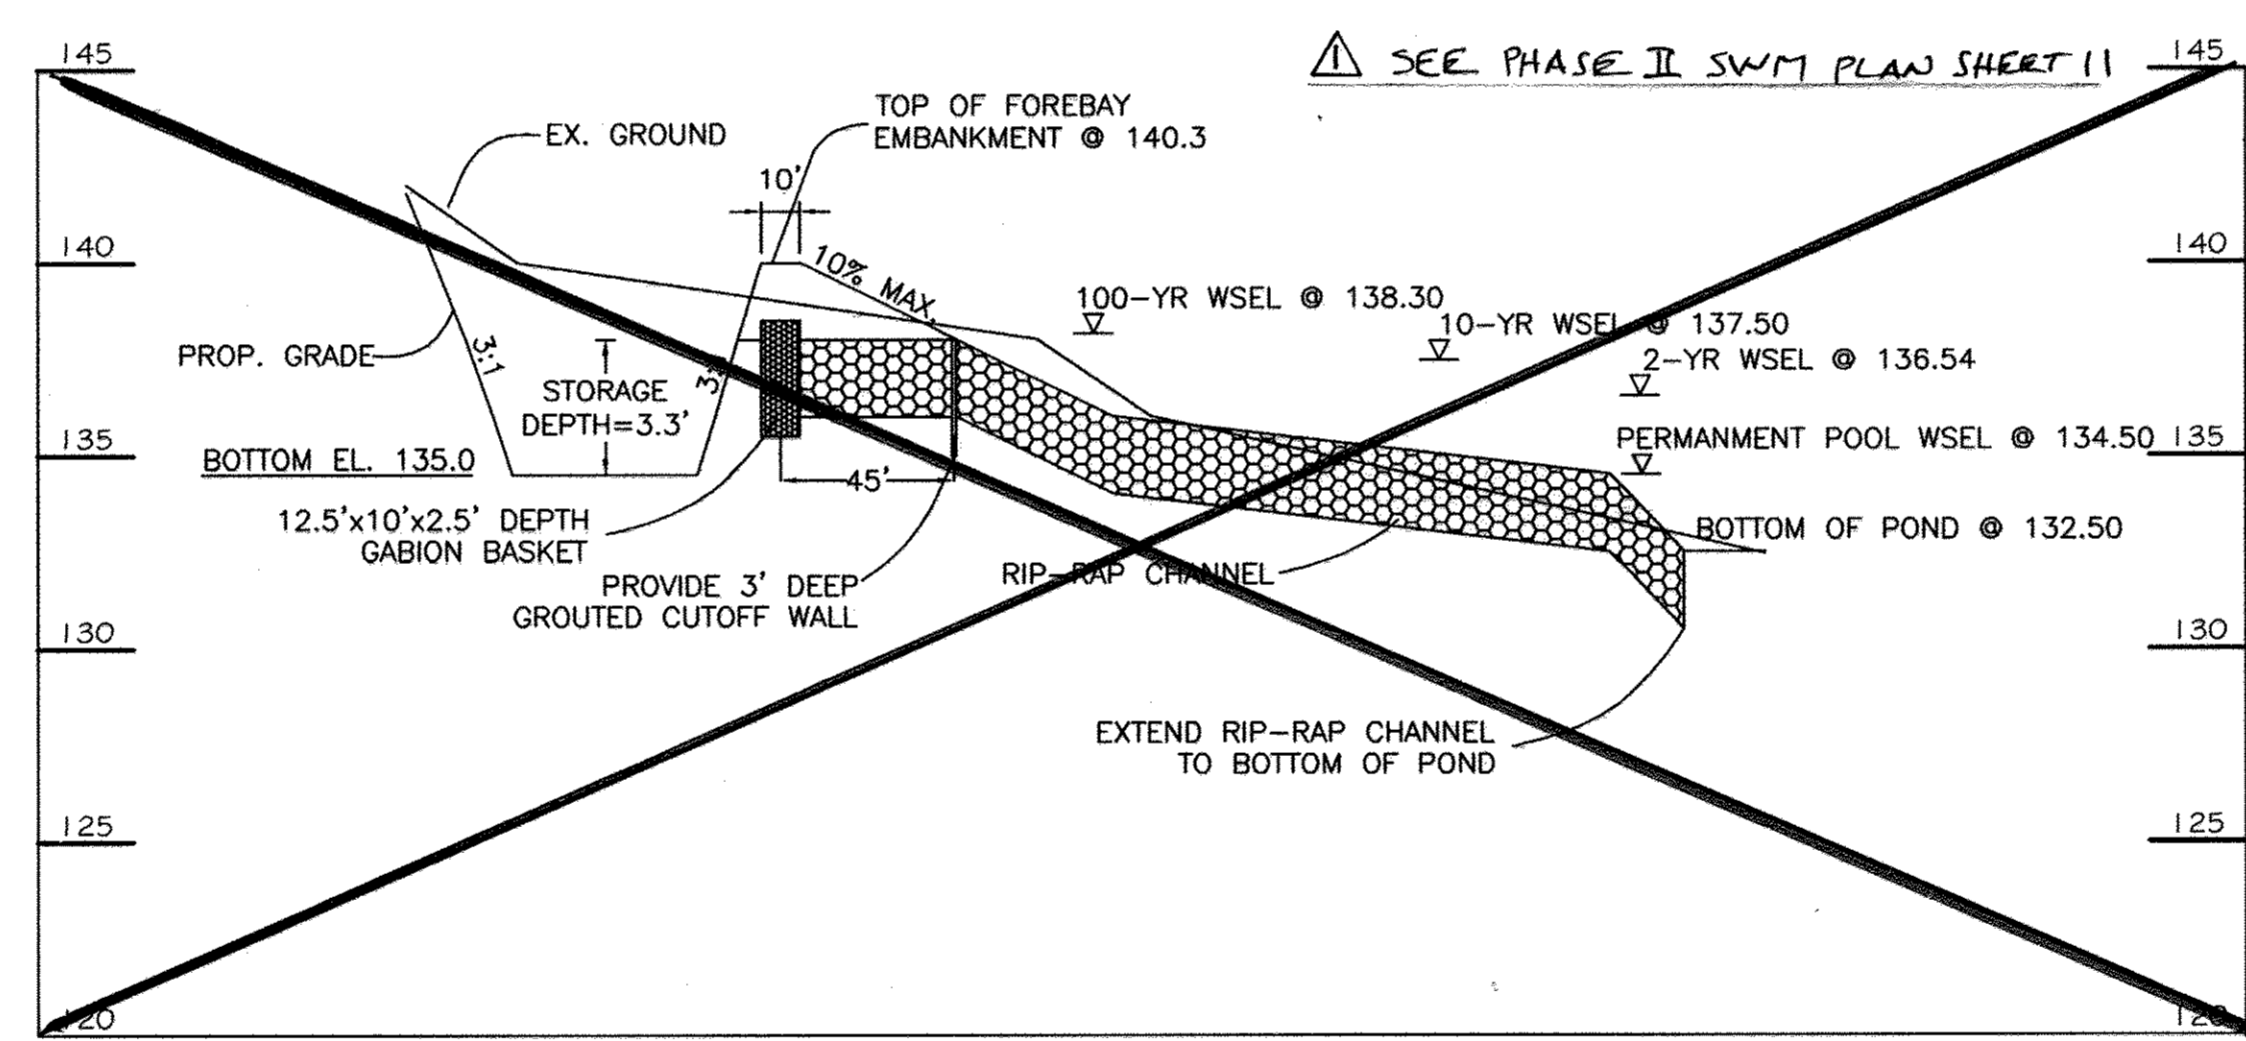 145
⚠ SEE PHASE II SWM PLAN SHEET 11
145
TOP OF FOREBAY
EMBANKMENT @ 140.3
EX. GROUND
10'
140
10% MAX.
140
100-YR WSEL @ 138.30
10-YR WSEL @ 137.50
2-YR WSEL @ 136.54
PROP. GRADE
3:1
3:
STORAGE
DEPTH=3.3'
PERMANMENT POOL WSEL @ 134.50
135
135
BOTTOM EL. 135.0
45'
12.5'x10'x2.5' DEPTH
GABION BASKET
BOTTOM OF POND @ 132.50
PROVIDE 3' DEEP
GROUTED CUTOFF WALL
RIP-RAP CHANNEL
130
130
EXTEND RIP-RAP CHANNEL
TO BOTTOM OF POND
125
125
120
120